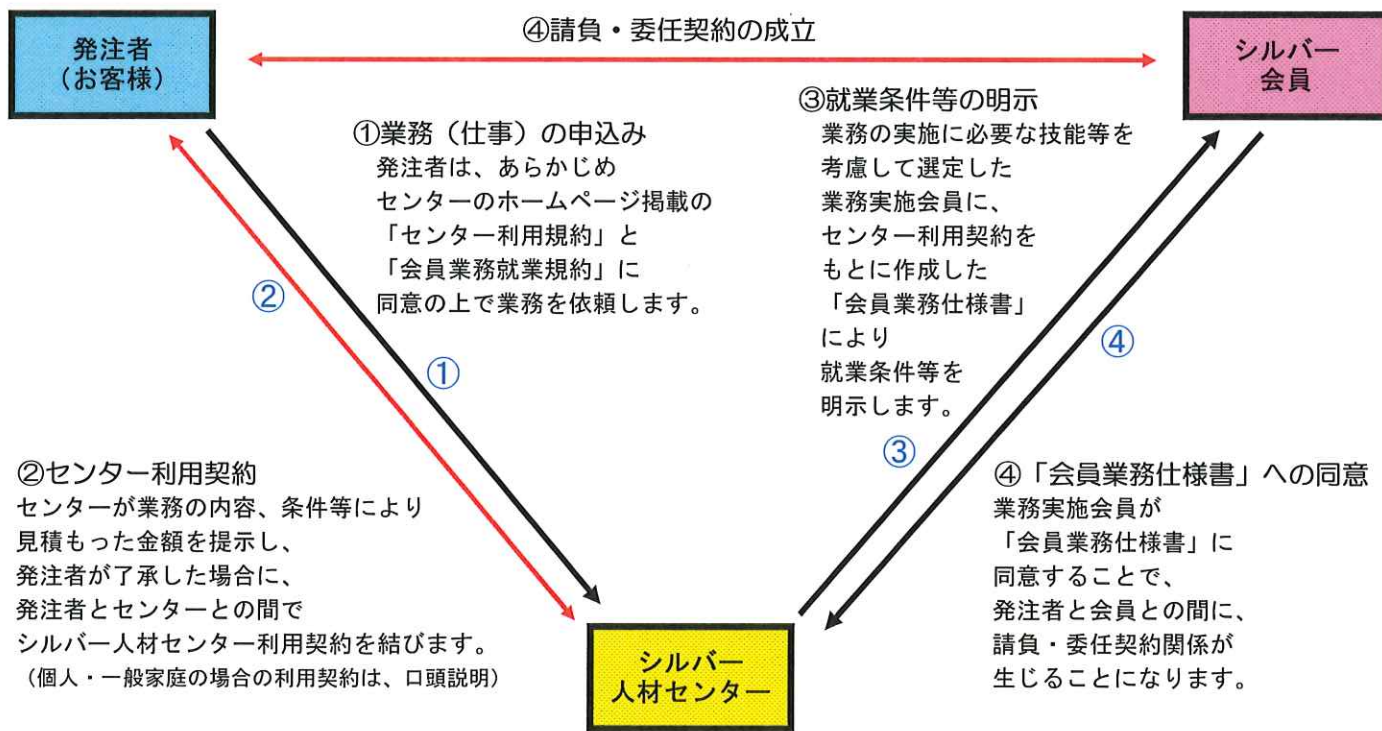 ④請負・委任契約の成立
発注者
（お客様）
シルバー
会員
①業務（仕事）の申込み
発注者は、あらかじめ
センターのホームページ掲載の
「センター利用規約」と
「会員業務就業規約」に
同意の上で業務を依頼します。
③就業条件等の明示
業務の実施に必要な技能等を
考慮して選定した
業務実施会員に、
センター利用契約を
もとに作成した
「会員業務仕様書」
により
就業条件等を
明示します。
②
①
③
④
②センター利用契約
センターが業務の内容、条件等により
見積もった金額を提示し、
発注者が了承した場合に、
発注者とセンターとの間で
シルバー人材センター利用契約を結びます。
（個人・一般家庭の場合の利用契約は、口頭説明）
④「会員業務仕様書」への同意
業務実施会員が
「会員業務仕様書」に
同意することで、
発注者と会員との間に、
請負・委任契約関係が
生じることになります。
シルバー
人材センター